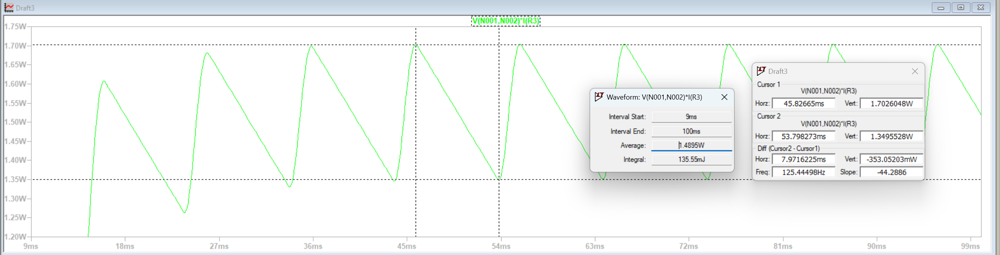 Draft3
V(N001,N002)*I(R3)
1.75W
1.70W
1.65W
1.60W
1.55W
1.50W
1.45W
1.40W
1.35W
1.30W
1.25W
1.20W
9ms 18ms 27ms 36ms 45ms 54ms 63ms 72ms 81ms 90ms 99ms
Waveform: V(N001,N002)*I(R3)
Interval Start: 9ms
Interval End: 100ms
Average: 1.4895W
Integral: 135.55mJ
Draft3
Cursor 1
V(N001,N002)*I(R3)
Horz: 45.82665ms Vert: 1.7026048W
Cursor 2
V(N001,N002)*I(R3)
Horz: 53.798273ms Vert: 1.3495528W
Diff (Cursor2 - Cursor1)
Horz: 7.9716225ms Vert: -353.05203mW
Freq: 125.44498Hz Slope: -44.2886